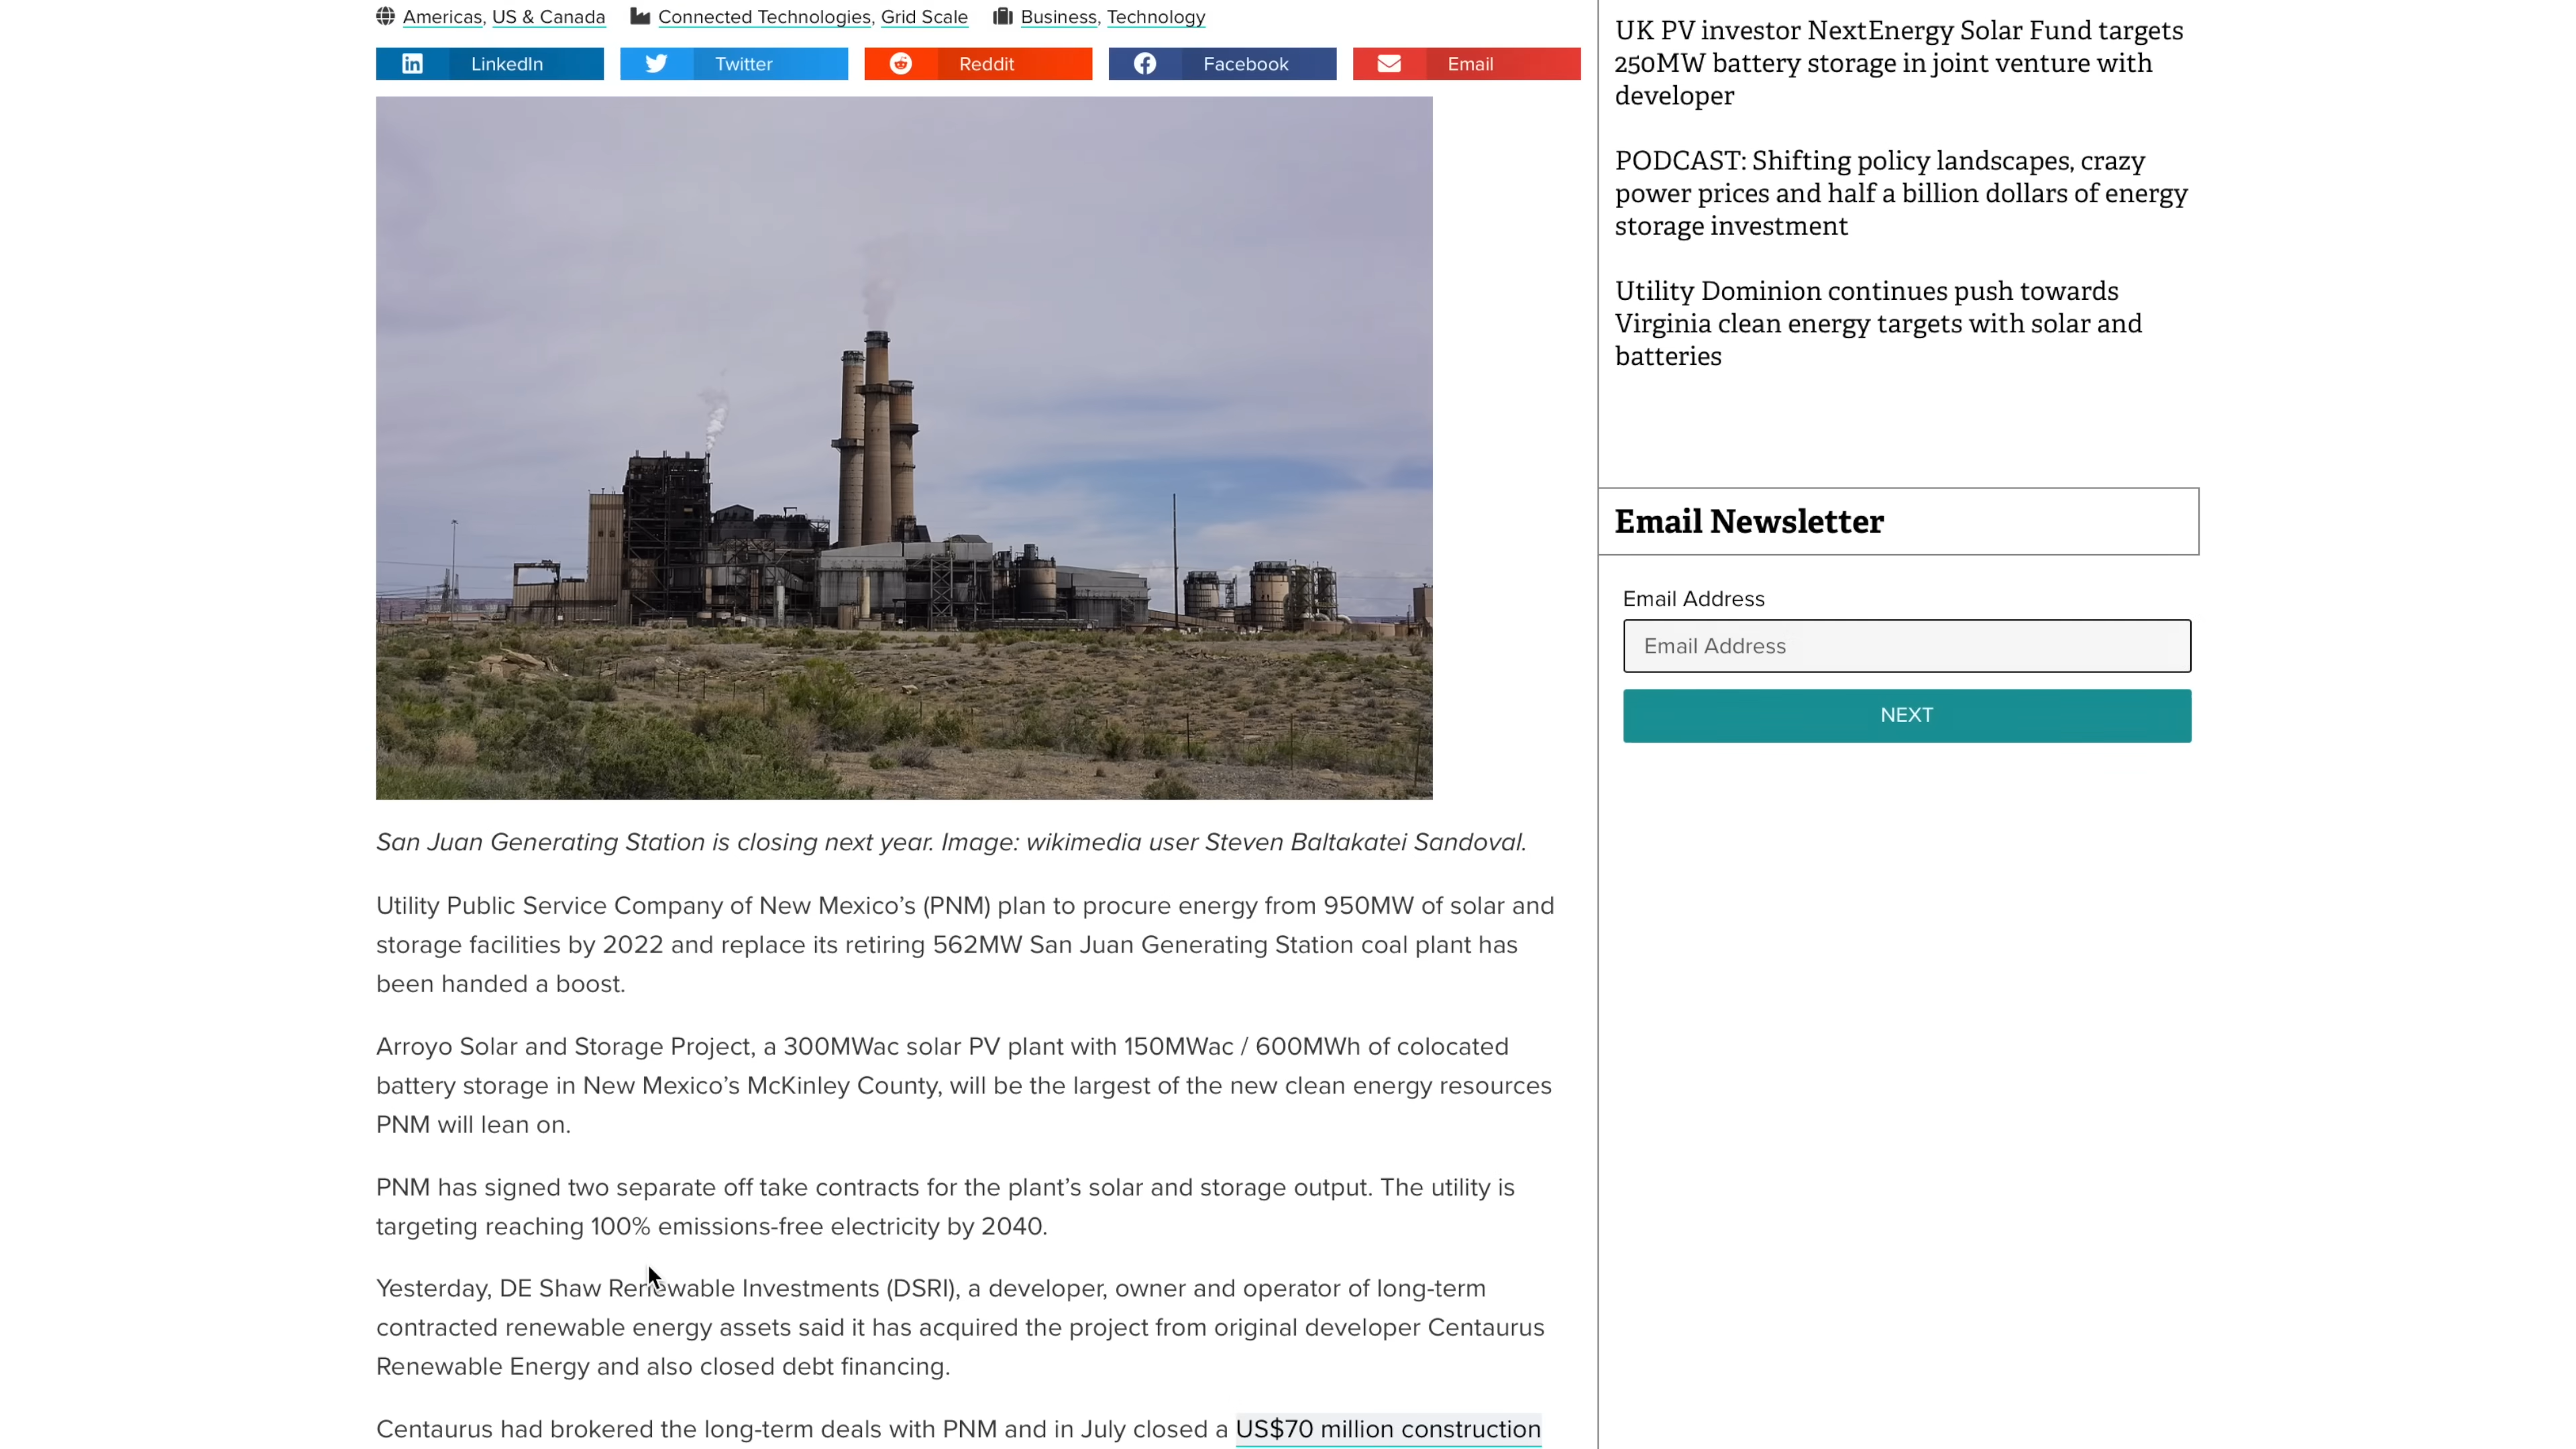 Americas, US & Canada Connected Technologies, Grid Scale Business, Technology
LinkedIn Twitter Reddit Facebook Email
San Juan Generating Station is closing next year. Image: wikimedia user Steven Baltakatei Sandoval.
Utility Public Service Company of New Mexico’s (PNM) plan to procure energy from 950MW of solar and
storage facilities by 2022 and replace its retiring 562MW San Juan Generating Station coal plant has
been handed a boost.
Arroyo Solar and Storage Project, a 300MWac solar PV plant with 150MWac / 600MWh of colocated
battery storage in New Mexico’s McKinley County, will be the largest of the new clean energy resources
PNM will lean on.
PNM has signed two separate off take contracts for the plant’s solar and storage output. The utility is
targeting reaching 100% emissions-free electricity by 2040.
Yesterday, DE Shaw Renewable Investments (DSRI), a developer, owner and operator of long-term
contracted renewable energy assets said it has acquired the project from original developer Centaurus
Renewable Energy and also closed debt financing.
Centaurus had brokered the long-term deals with PNM and in July closed a US$70 million construction
UK PV investor NextEnergy Solar Fund targets
250MW battery storage in joint venture with
developer
PODCAST: Shifting policy landscapes, crazy
power prices and half a billion dollars of energy
storage investment
Utility Dominion continues push towards
Virginia clean energy targets with solar and
batteries
Email Newsletter
Email Address
Email Address
NEXT